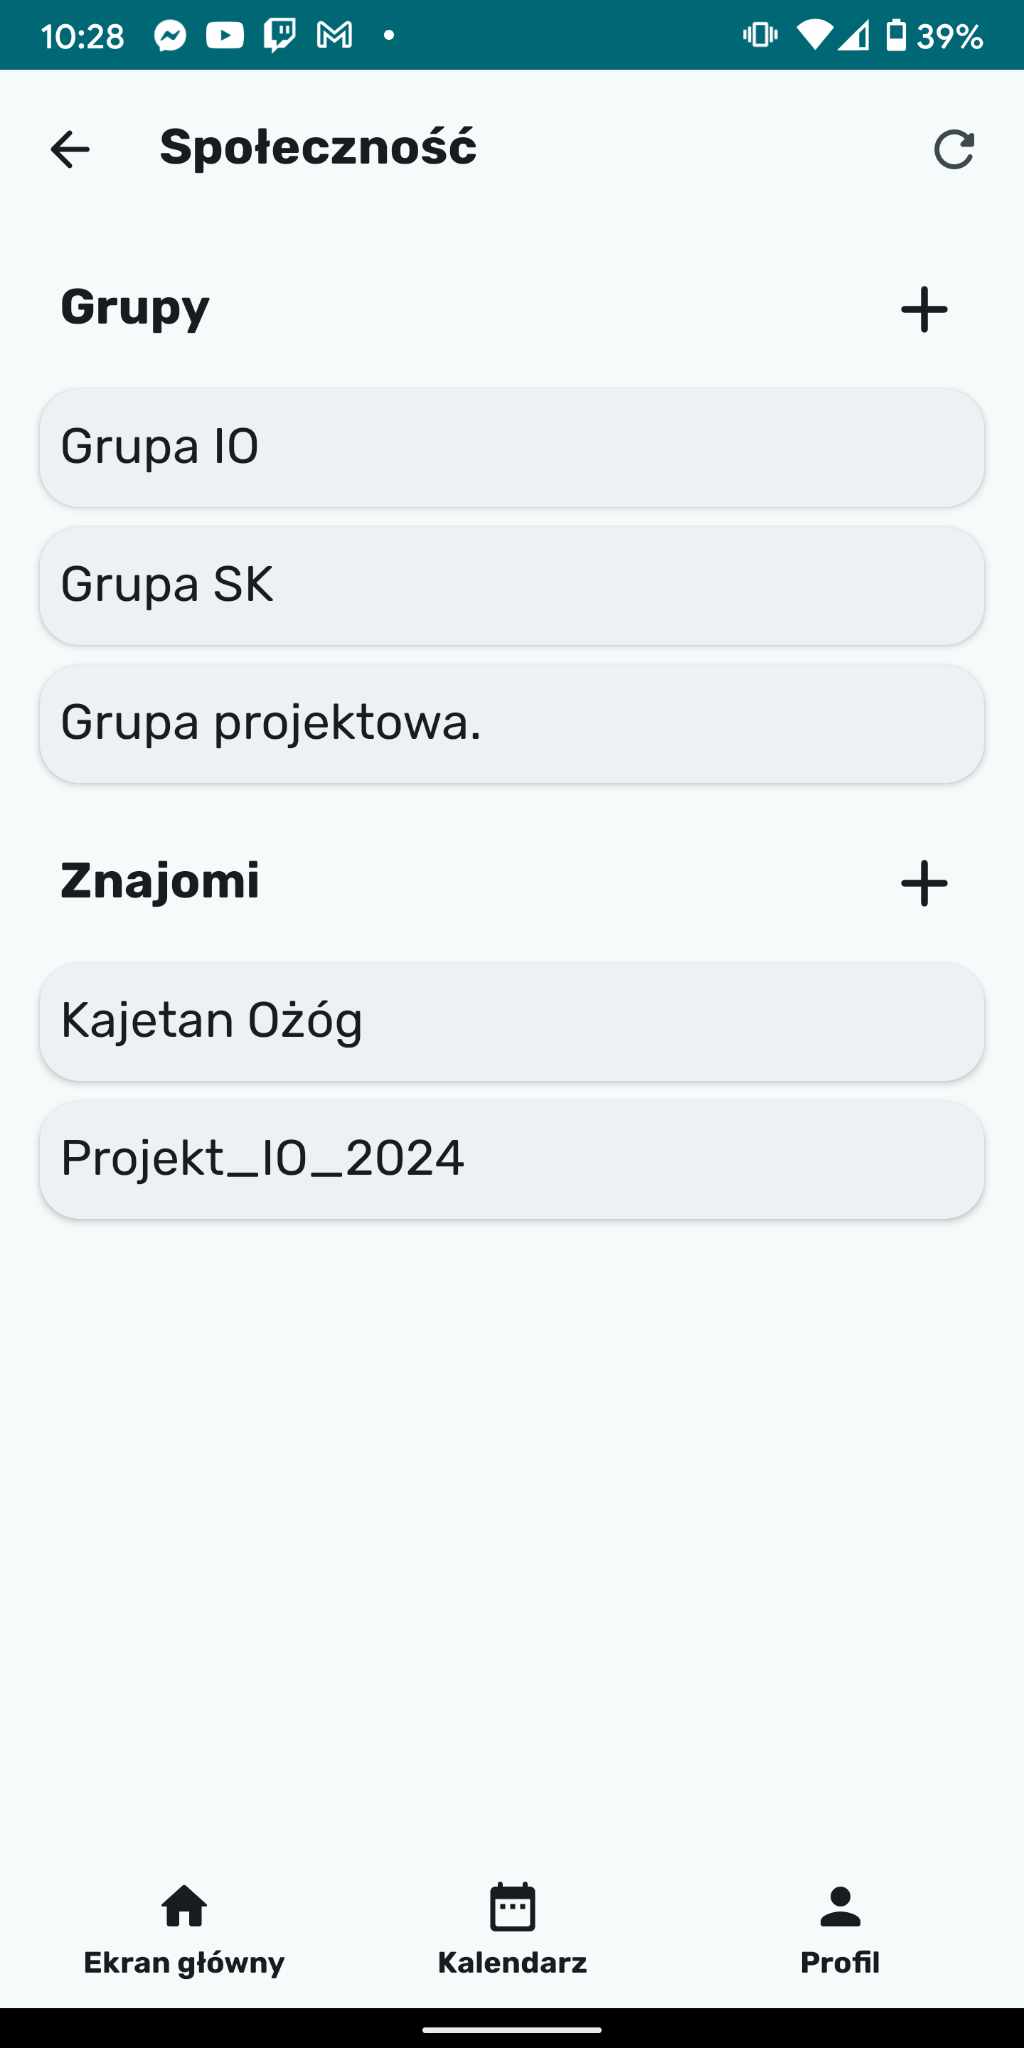 10:28
39%
Społeczność
Grupy
Grupa IO
Grupa SK
Grupa projektowa.
Znajomi
Kajetan Ożóg
Projekt_IO_2024
Ekran główny
Kalendarz
Profil